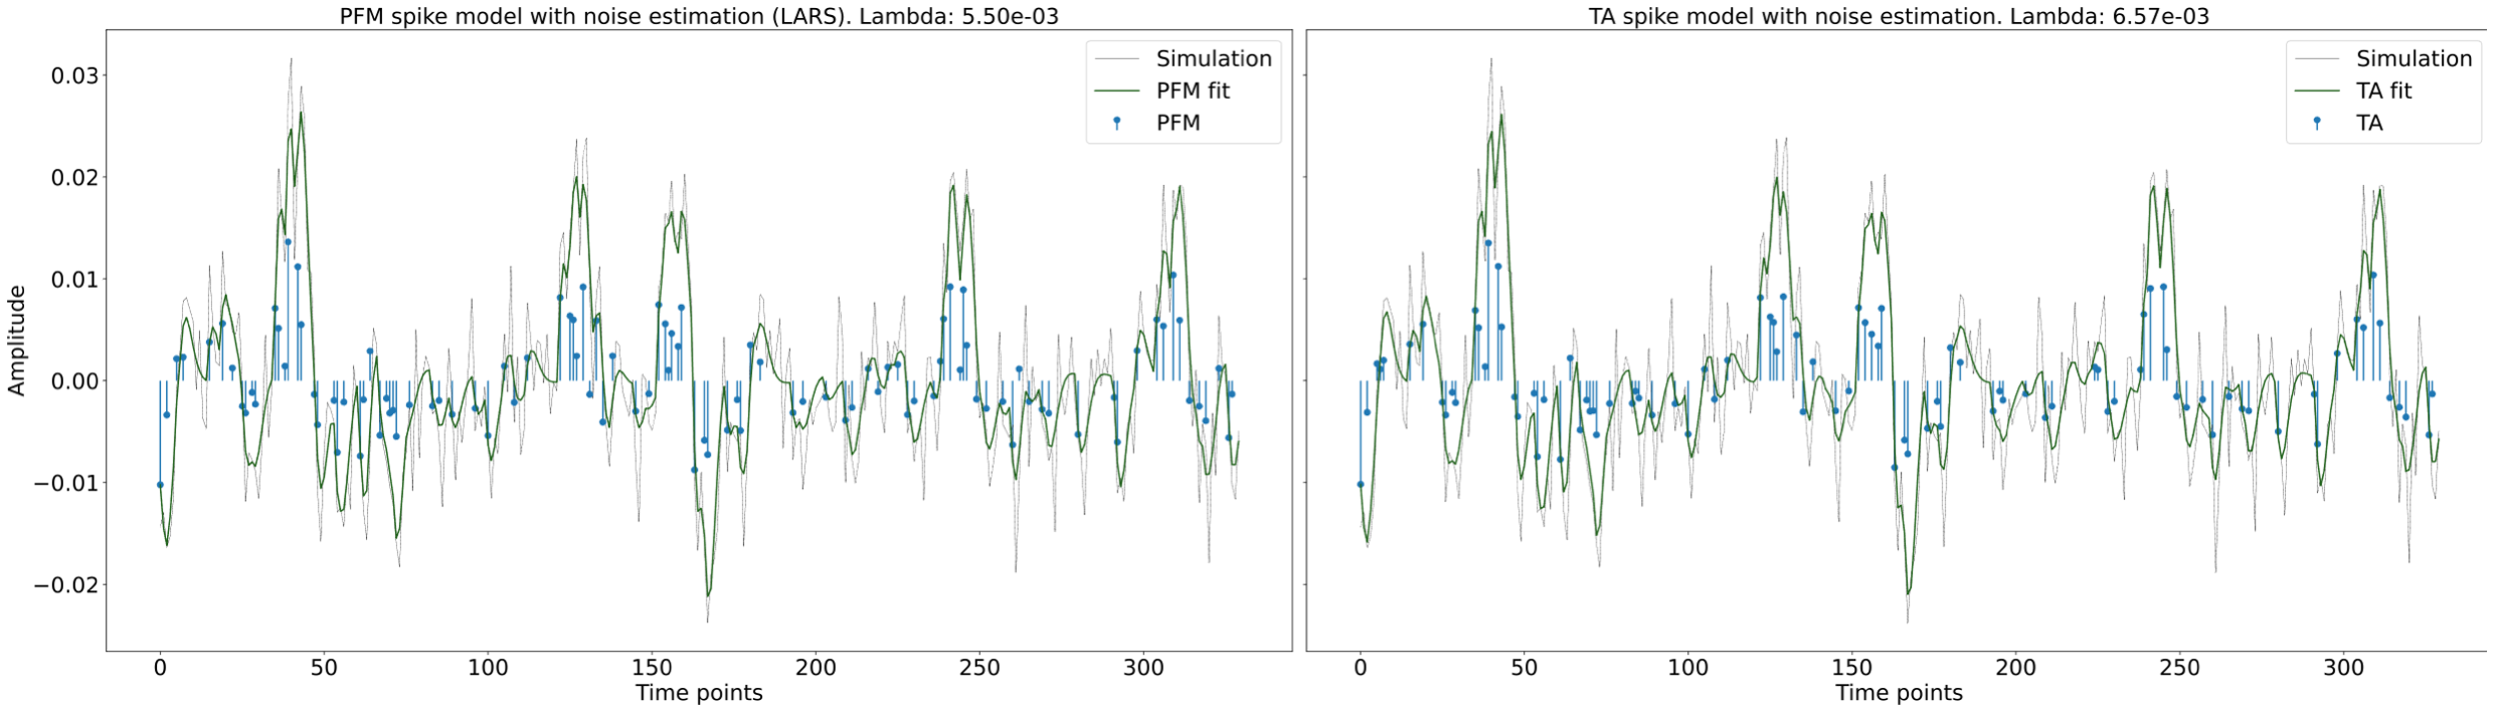 PFM spike model with noise estimation (LARS). Lambda: 5.50e-03
Simulation
PFM fit
PFM
Amplitude
0.03
0.02
0.01
0.00
−0.01
−0.02
0 50 100 150 200 250 300
Time points
TA spike model with noise estimation. Lambda: 6.57e-03
Simulation
TA fit
TA
0 50 100 150 200 250 300
Time points